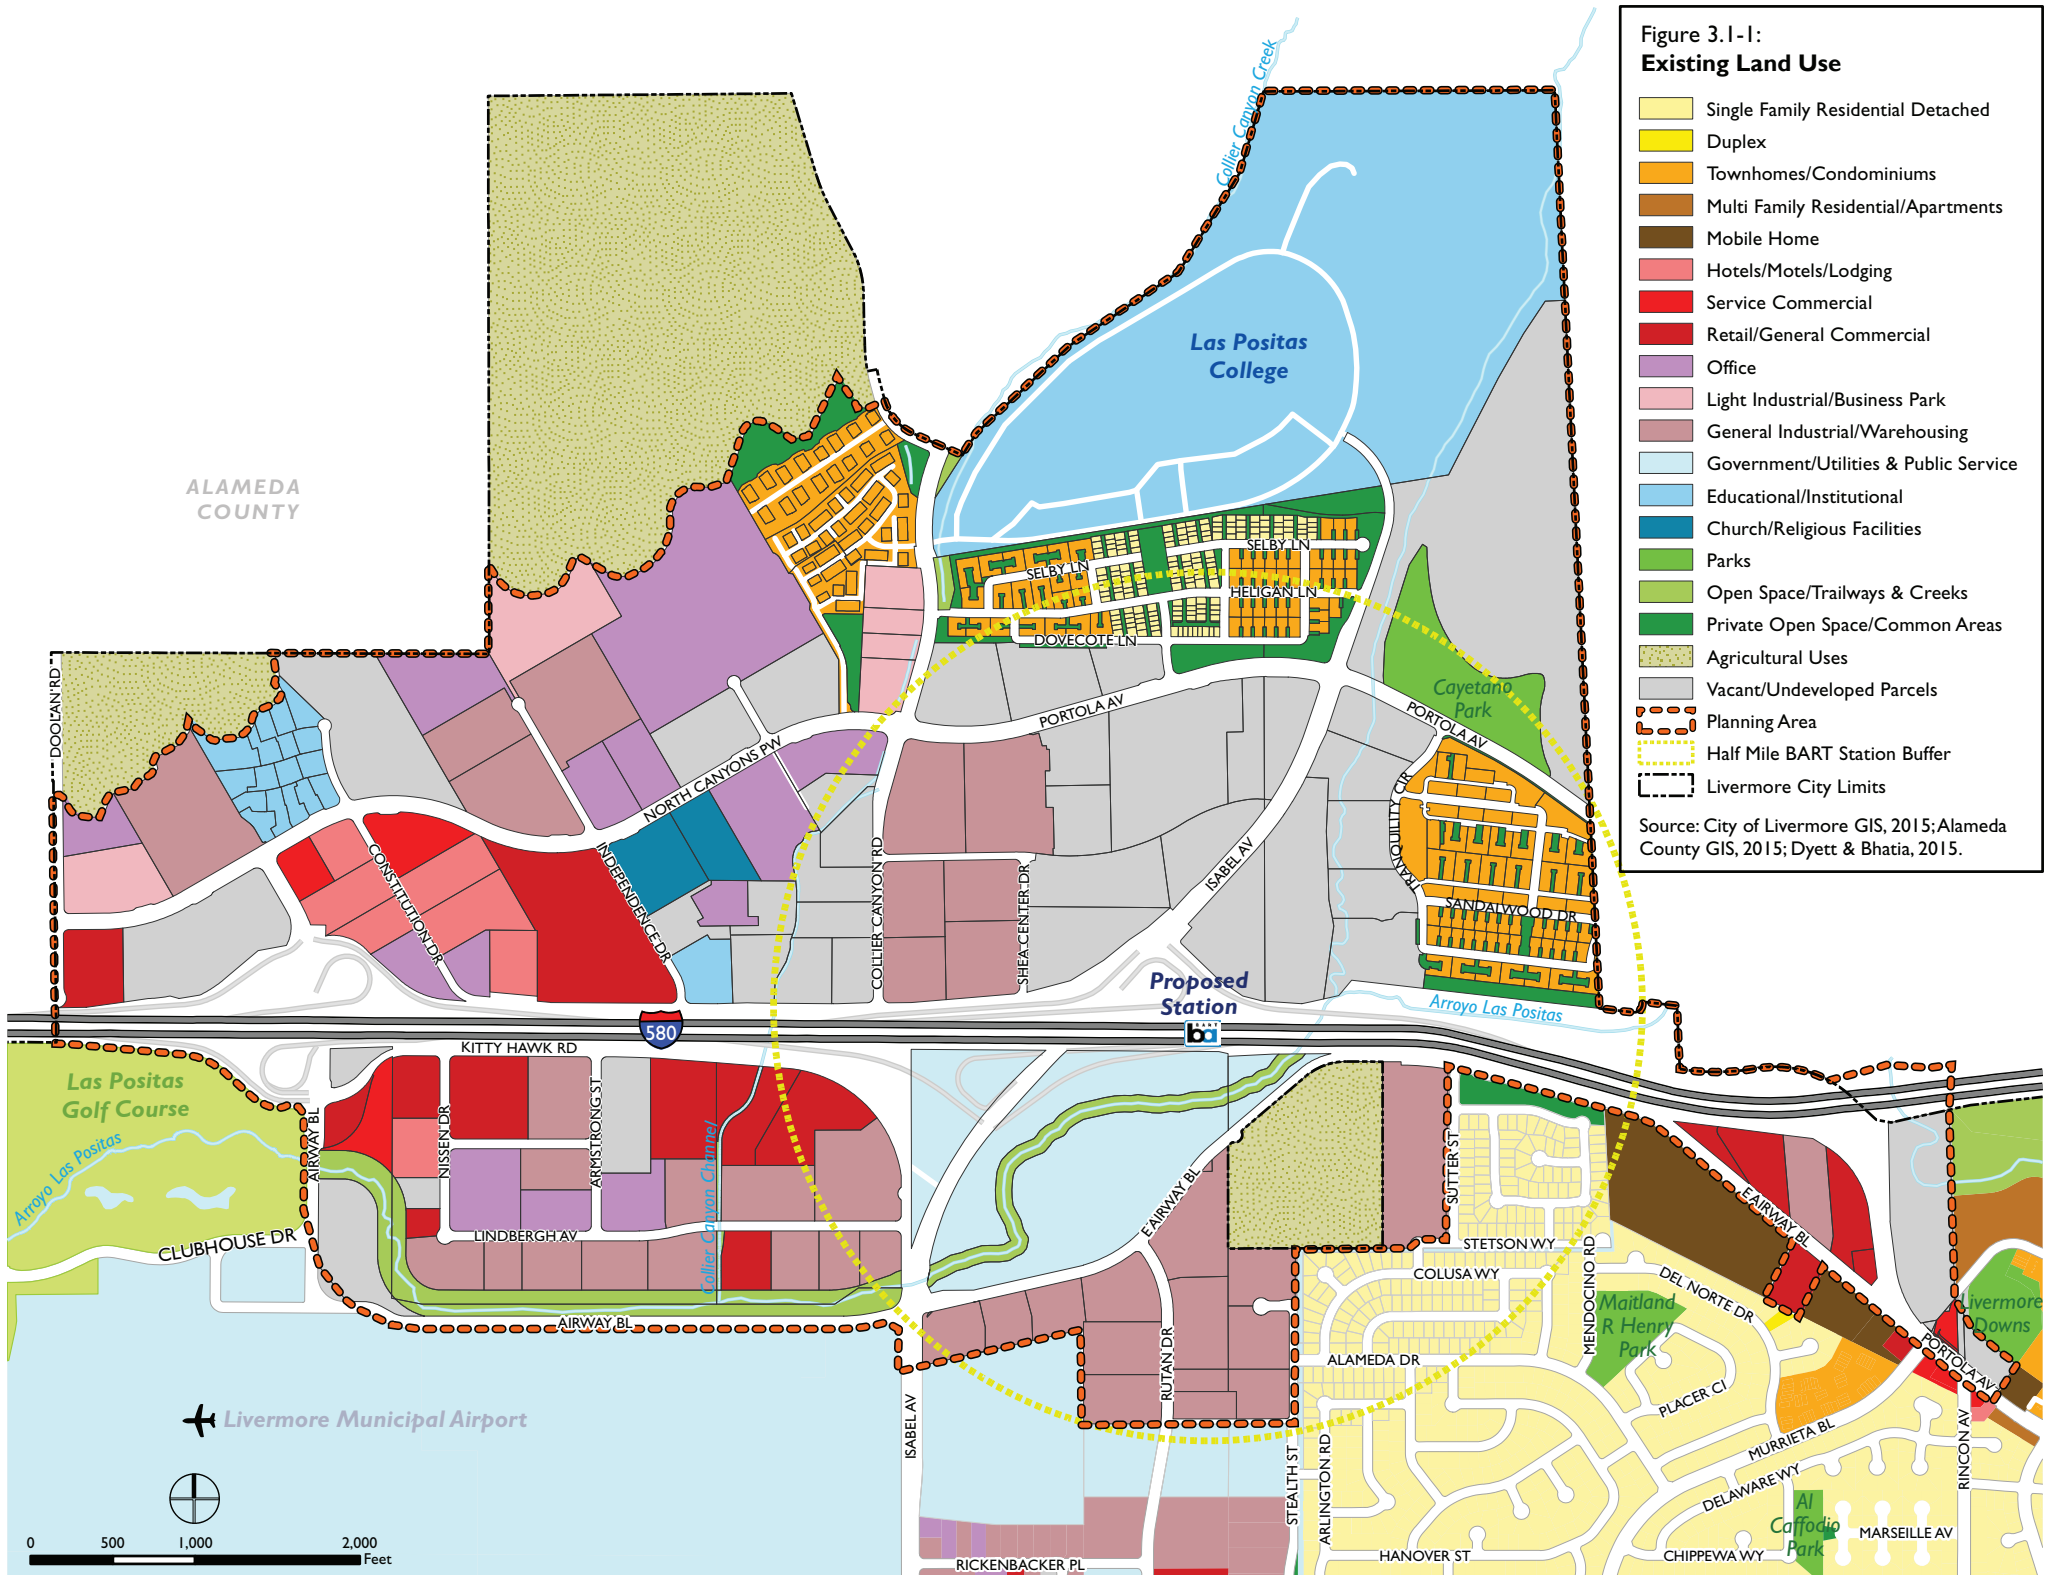 Figure 3.1-1:
Existing Land Use
Single Family Residential Detached
Duplex
Townhomes/Condominiums
Multi Family Residential/Apartments
Mobile Home
Hotels/Motels/Lodging
Service Commercial
Retail/General Commercial
Office
Light Industrial/Business Park
General Industrial/Warehousing
Government/Utilities & Public Service
Educational/Institutional
Church/Religious Facilities
Parks
Open Space/Trailways & Creeks
Private Open Space/Common Areas
Agricultural Uses
Vacant/Undeveloped Parcels
Planning Area
Half Mile BART Station Buffer
Livermore City Limits
Source: City of Livermore GIS, 2015; Alameda
County GIS, 2015; Dyett & Bhatia, 2015.
Collier Canyon Creek
Las Positas
College
ALAMEDA
COUNTY
SELBY LN
SELBY LN
HELIGAN LN
DOVECOTE LN
DOOLAN RD
Cayetano
Park
PORTOLA AV
PORTOLA AV
NORTH CANYONS PW
TRANQUILITY CIR
CONSTITUTION DR
INDEPENDENCE DR
COLLIER CANYON RD
SHEA CENTER DR
ISABEL AV
SANDALWOOD DR
Proposed
Station
BART
ba
Arroyo Las Positas
580
KITTY HAWK RD
Las Positas
Golf Course
Arroyo Las Positas
AIRWAY BL
NISSEN DR
ARMSTRONG ST
Collier Canyon Channel
LINDBERGH AV
CLUBHOUSE DR
AIRWAY BL
E AIRWAY BL
SUTTER ST
STETSON WY
COLUSA WY
MENDOCINO RD
E AIRWAY BL
DEL NORTE DR
Maitland
R Henry
Park
Livermore
Downs
PORTOLA AV
ALAMEDA DR
RUTAN DR
PLACER CI
MURRIETA BL
DELAWARE WY
RINCON AV
Livermore Municipal Airport
ISABEL AV
STEALTH ST
ARLINGTON RD
Al
Caffodio
Park
MARSEILLE AV
HANOVER ST
CHIPPEWA WY
RICKENBACKER PL
0 500 1,000 2,000
Feet